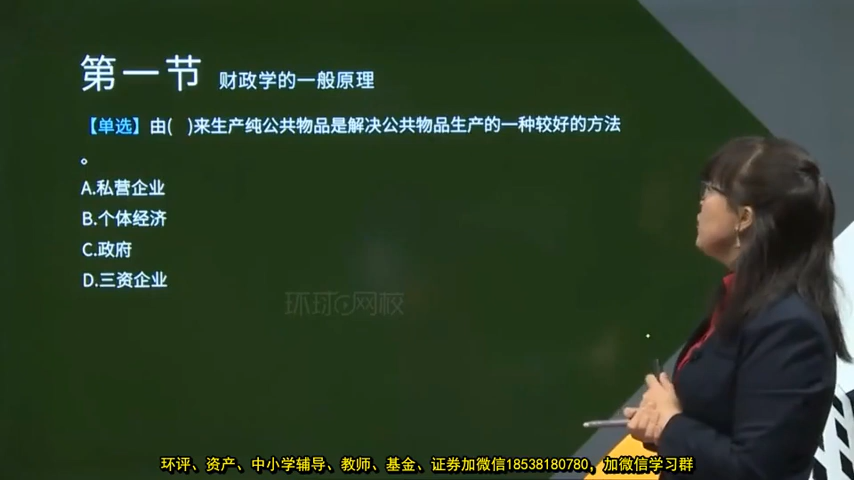 第一节 财政学的一般原理
【单选】由( )来生产纯公共物品是解决公共物品生产的一种较好的方法
。
A.私营企业
B.个体经济
C.政府
D.三资企业
环球网校
环评、资产、中小学辅导、教师、基金、证券加微信18538180780，加微信学习群